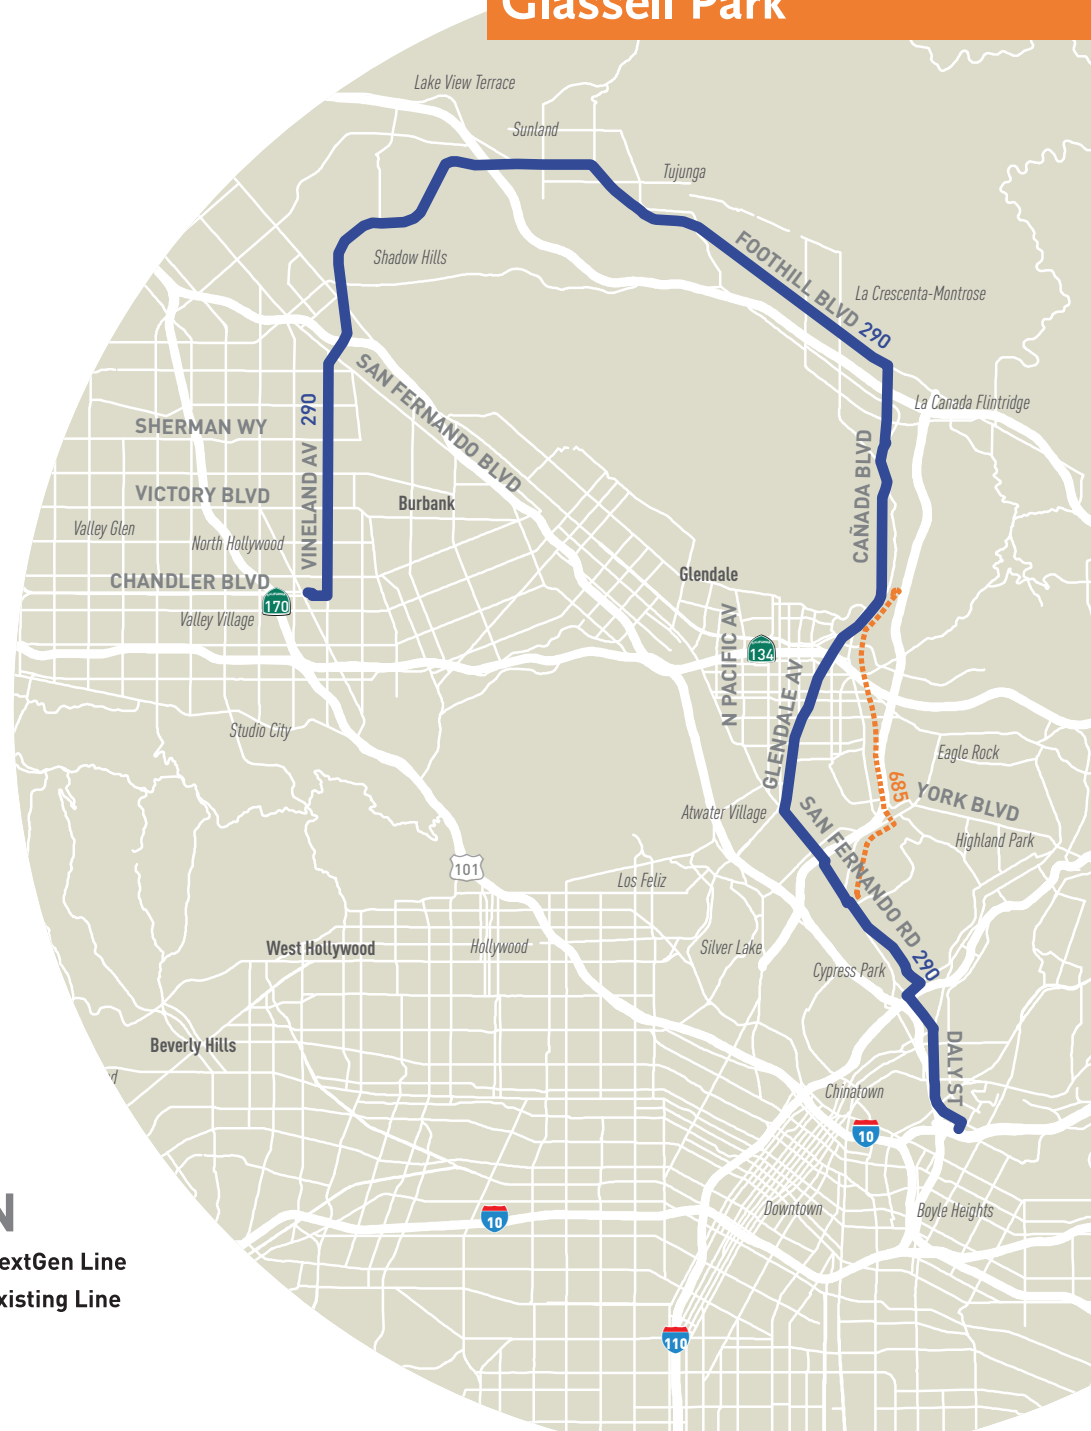 Glassell Park
Lake View Terrace
Sunland
Tujunga
FOOTHILL BLVD 290
Shadow Hills
La Crescenta-Montrose
SAN FERNANDO BLVD
290
La Canada Flintridge
SHERMAN WY
VINELAND AV
CAÑADA BLVD
VICTORY BLVD
Burbank
Valley Glen
North Hollywood
CHANDLER BLVD
Glendale
CALIFORNIA
170
Valley Village
N PACIFIC AV
CALIFORNIA
134
GLENDALE AV
Studio City
Eagle Rock
685
YORK BLVD
Atwater Village
SAN FERNANDO RD 290
Highland Park
101
Los Feliz
West Hollywood
Hollywood
Silver Lake
Cypress Park
Beverly Hills
DALY ST
d
Chinatown
10
N
10
Downtown
Boyle Heights
extGen Line
xisting Line
110